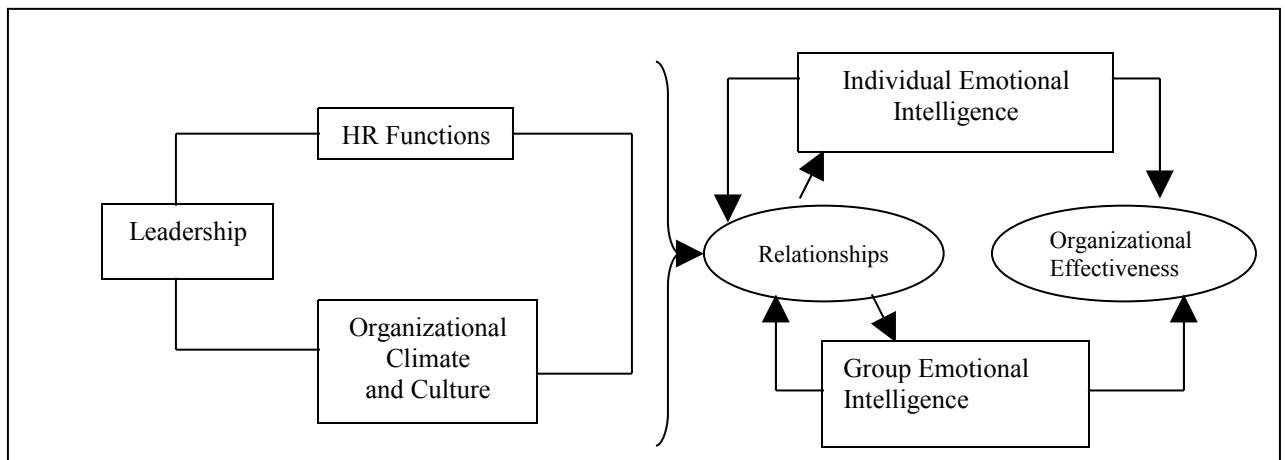 HR Functions
Leadership
Organizational
Climate
and Culture
Individual Emotional
Intelligence
Relationships
Organizational
Effectiveness
Group Emotional
Intelligence